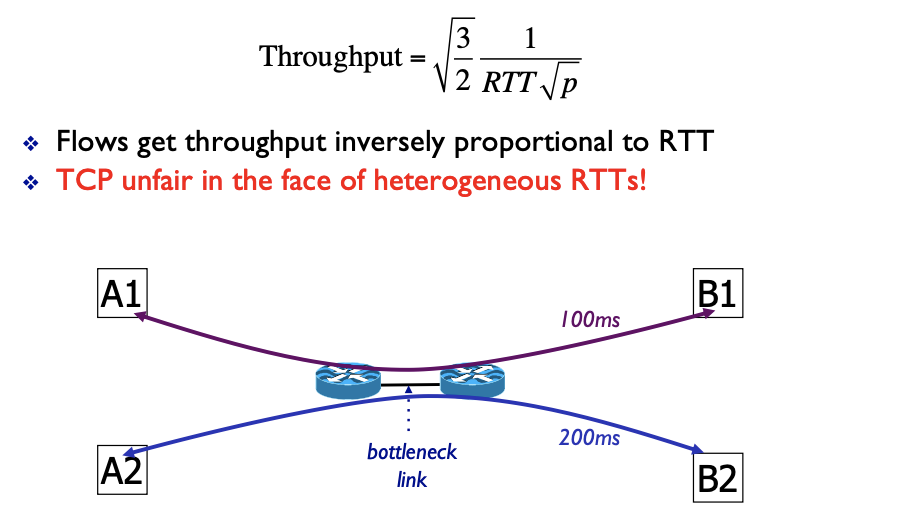 Throughput = √(3/2) 1/(RTT√p)
❖ Flows get throughput inversely proportional to RTT
❖ TCP unfair in the face of heterogeneous RTTs!
A1
B1
100ms
bottleneck
link
200ms
A2
B2